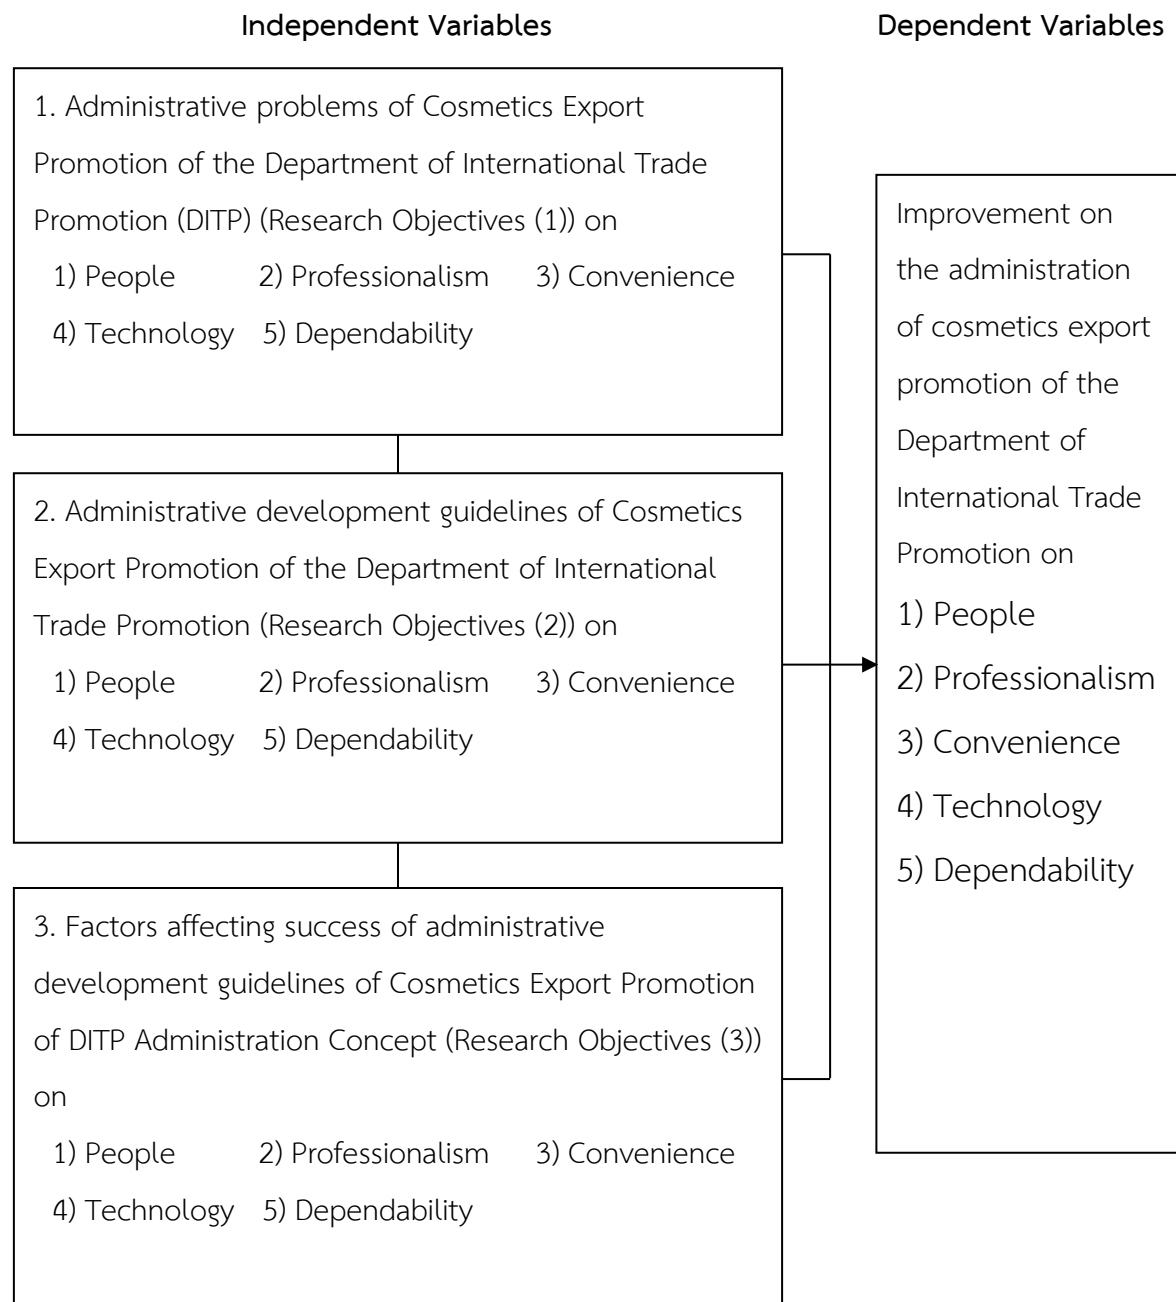 Independent Variables
Dependent Variables
1. Administrative problems of Cosmetics Export
Promotion of the Department of International Trade
Promotion (DITP) (Research Objectives (1)) on
1) People 2) Professionalism 3) Convenience
4) Technology 5) Dependability
2. Administrative development guidelines of Cosmetics
Export Promotion of the Department of International
Trade Promotion (Research Objectives (2)) on
1) People 2) Professionalism 3) Convenience
4) Technology 5) Dependability
3. Factors affecting success of administrative
development guidelines of Cosmetics Export Promotion
of DITP Administration Concept (Research Objectives (3))
on
1) People 2) Professionalism 3) Convenience
4) Technology 5) Dependability
Improvement on
the administration
of cosmetics export
promotion of the
Department of
International Trade
Promotion on
1) People
2) Professionalism
3) Convenience
4) Technology
5) Dependability